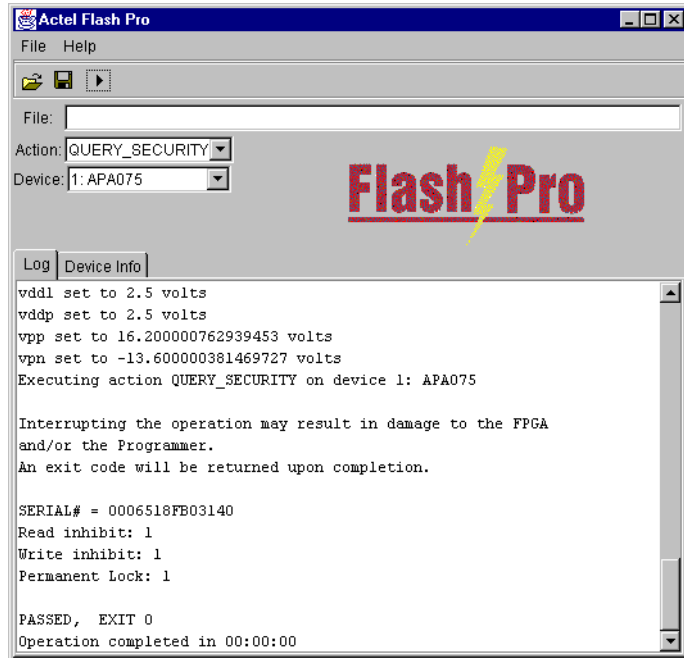 Actel Flash Pro
File Help
File:
Action: QUERY_SECURITY
Device: 1: APA075
Flash Pro
Log Device Info
vddl set to 2.5 volts
vddp set to 2.5 volts
vpp set to 16.200000762939453 volts
vpn set to -13.600000381469727 volts
Executing action QUERY_SECURITY on device 1: APA075
Interrupting the operation may result in damage to the FPGA
and/or the Programmer.
An exit code will be returned upon completion.
SERIAL# = 0006518FB03140
Read inhibit: 1
Write inhibit: 1
Permanent Lock: 1
PASSED, EXIT 0
Operation completed in 00:00:00